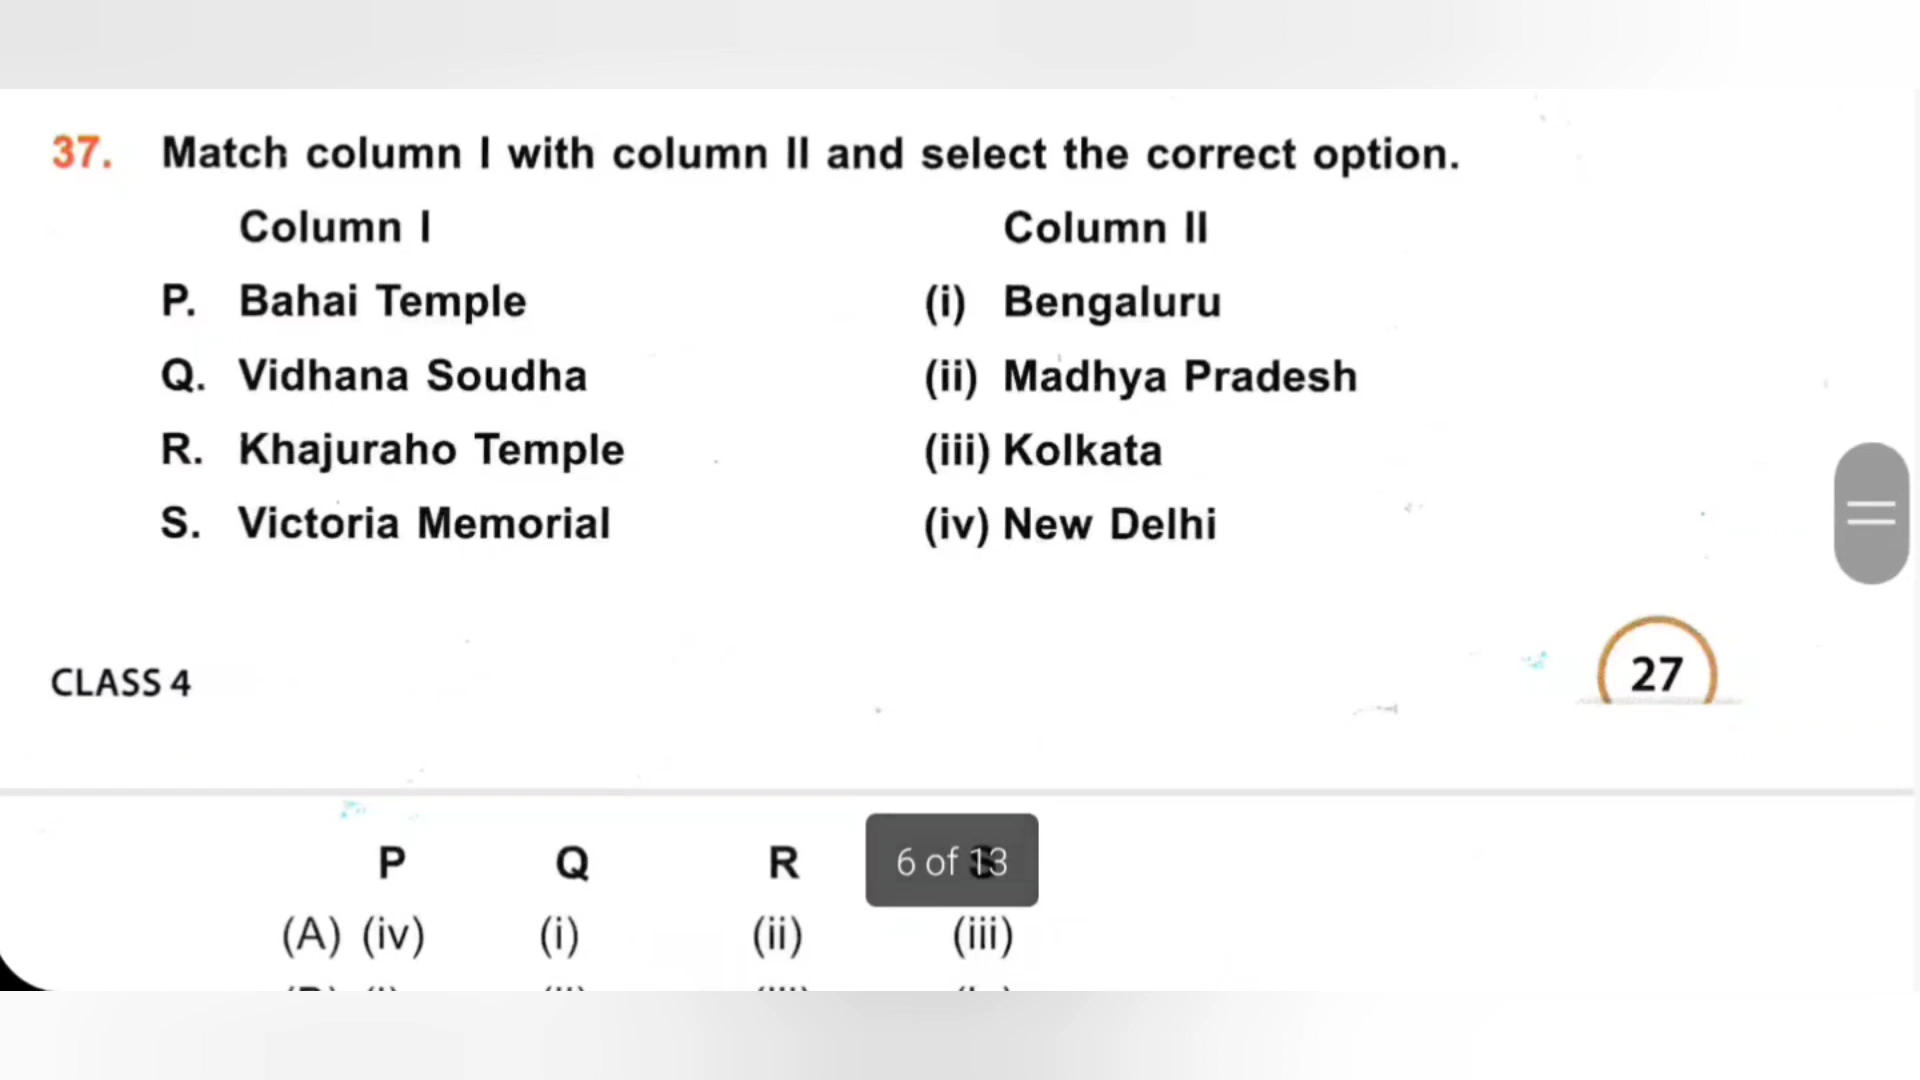 37. Match column I with column II and select the correct option.
Column I Column II
P. Bahai Temple (i) Bengaluru
Q. Vidhana Soudha (ii) Madhya Pradesh
R. Khajuraho Temple (iii) Kolkata
S. Victoria Memorial (iv) New Delhi
CLASS 4 27
P Q R S
6 of 13
(A) (iv) (i) (ii) (iii)